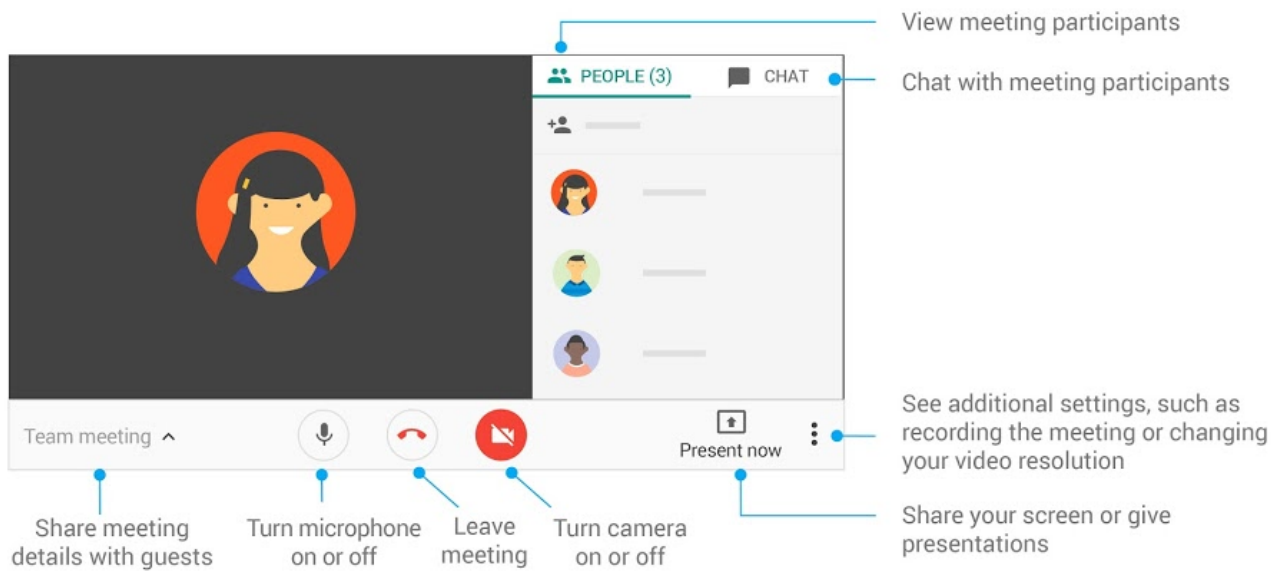 View meeting participants
PEOPLE (3)
CHAT
Chat with meeting participants
Team meeting
Present now
See additional settings, such as
recording the meeting or changing
your video resolution
Share meeting
details with guests
Turn microphone
on or off
Leave
meeting
Turn camera
on or off
Share your screen or give
presentations